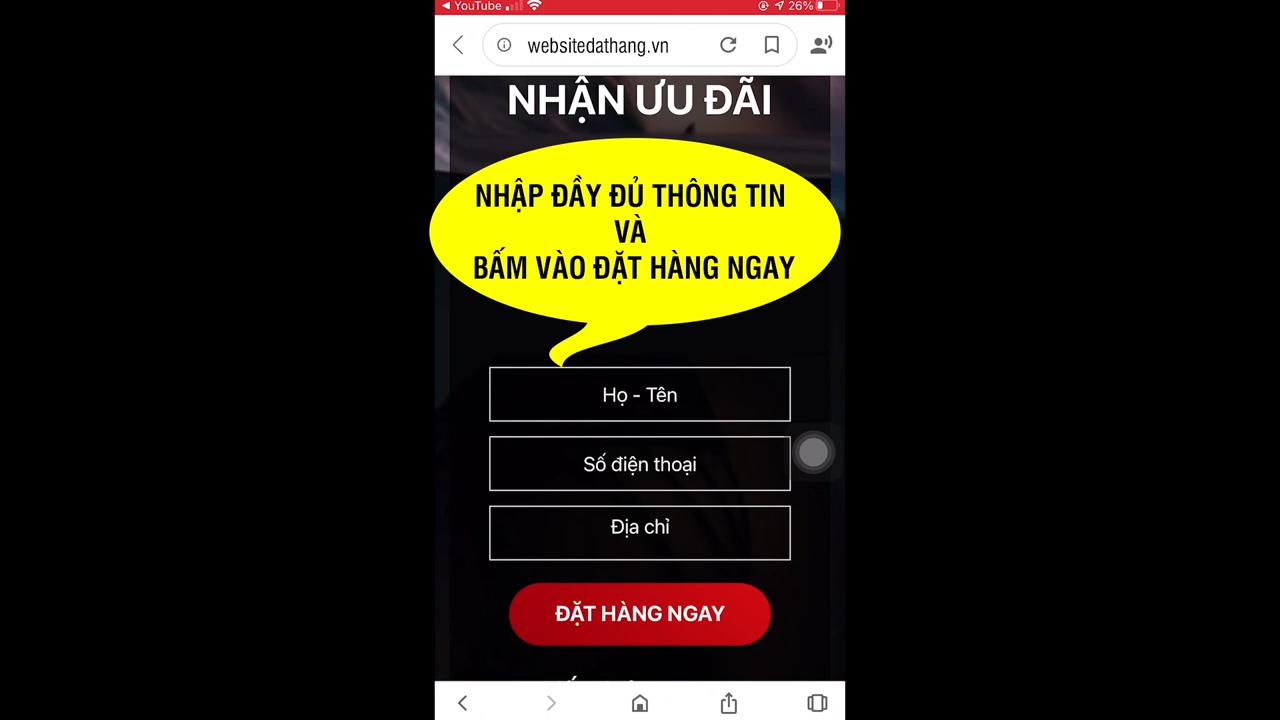 YouTube
26%
websitedathang.vn
NHẬN ƯU ĐÃI
NHẬP ĐẦY ĐỦ THÔNG TIN
VÀ
BẤM VÀO ĐẶT HÀNG NGAY
Họ - Tên
Số điện thoại
Địa chỉ
ĐẶT HÀNG NGAY